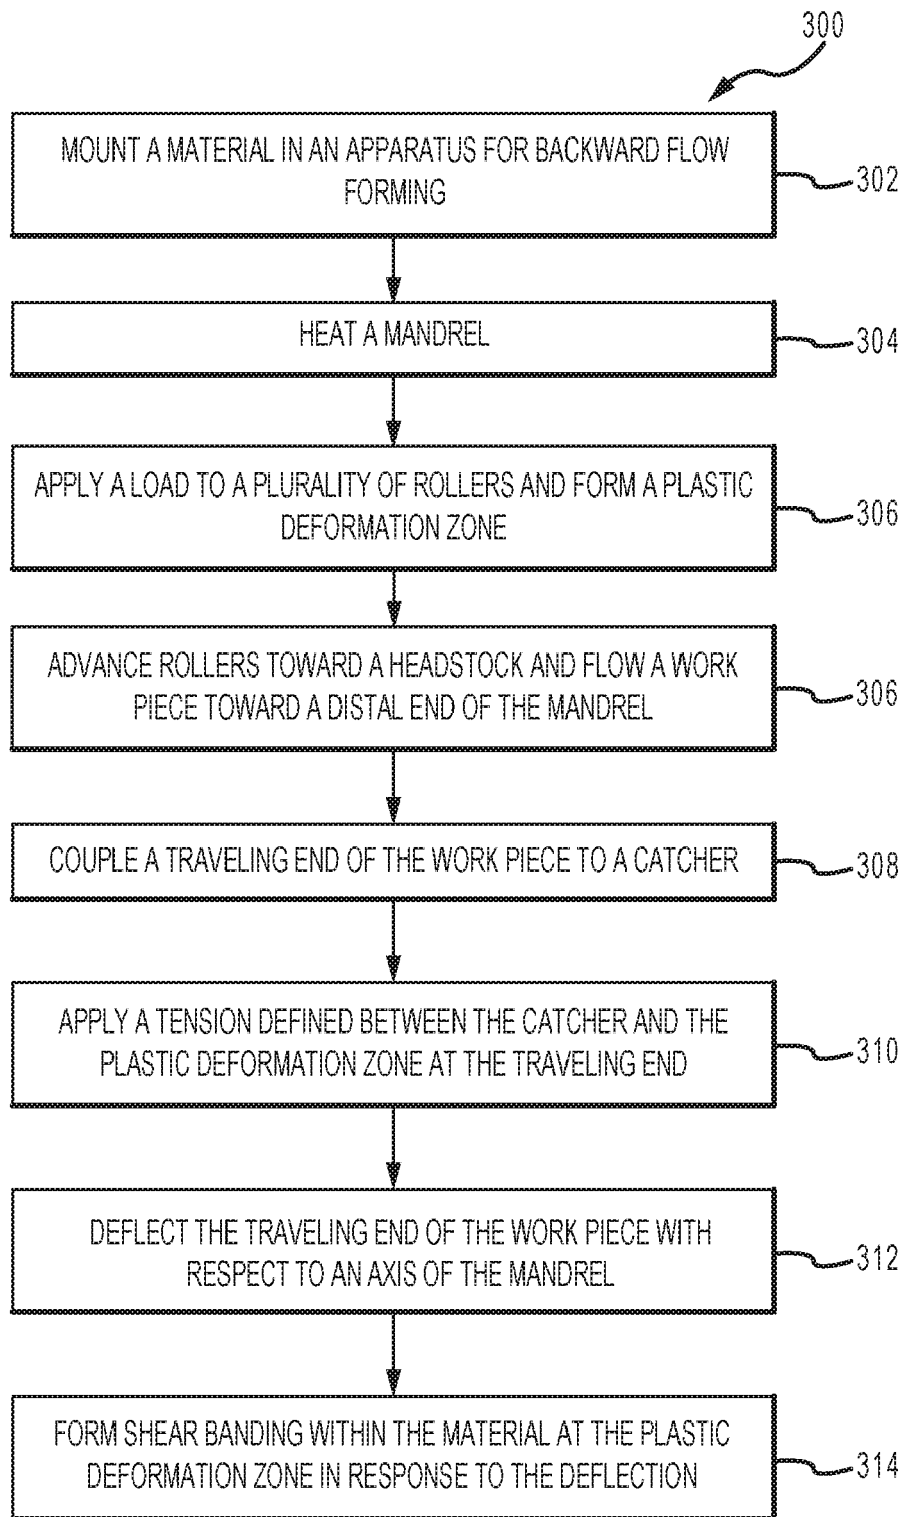 300
MOUNT A MATERIAL IN AN APPARATUS FOR BACKWARD FLOW
FORMING
302
HEAT A MANDREL
304
APPLY A LOAD TO A PLURALITY OF ROLLERS AND FORM A PLASTIC
DEFORMATION ZONE
306
ADVANCE ROLLERS TOWARD A HEADSTOCK AND FLOW A WORK
PIECE TOWARD A DISTAL END OF THE MANDREL
306
COUPLE A TRAVELING END OF THE WORK PIECE TO A CATCHER
308
APPLY A TENSION DEFINED BETWEEN THE CATCHER AND THE
PLASTIC DEFORMATION ZONE AT THE TRAVELING END
310
DEFLECT THE TRAVELING END OF THE WORK PIECE WITH
RESPECT TO AN AXIS OF THE MANDREL
312
FORM SHEAR BANDING WITHIN THE MATERIAL AT THE PLASTIC
DEFORMATION ZONE IN RESPONSE TO THE DEFLECTION
314